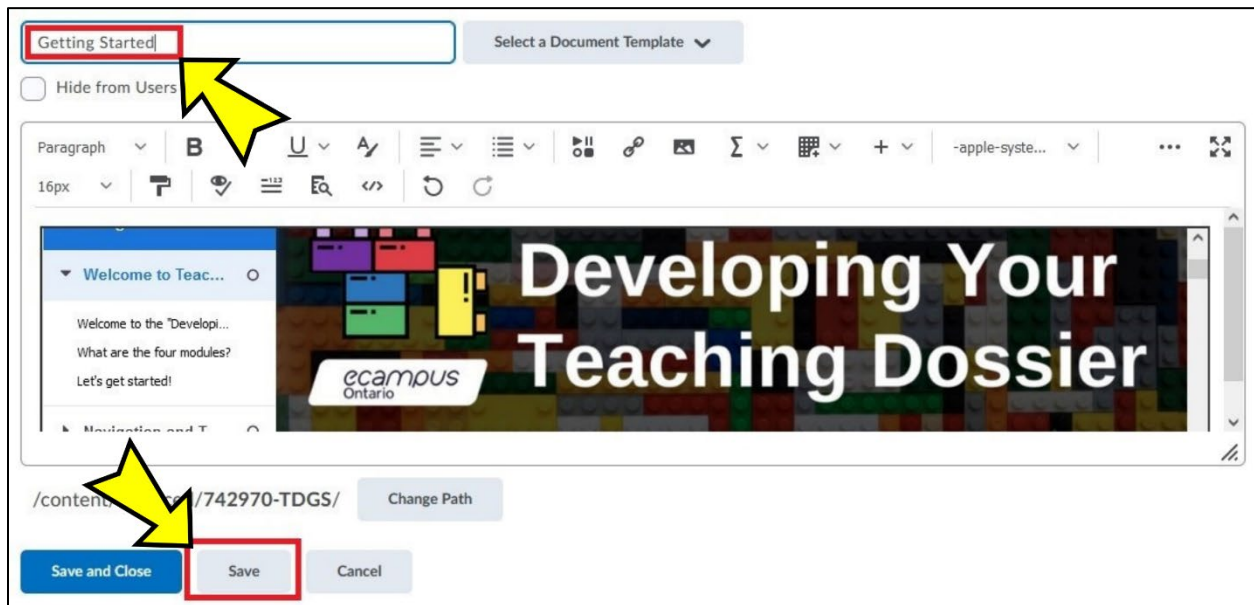 Getting Started
Select a Document Template
Hide from Users
Paragraph B U A
-apple-syste...
16px
Developing Your
Teaching Dossier
Welcome to Teac...
Welcome to the "Developi...
What are the four modules?
Let's get started!
ecampus
Ontario
/content/ /742970-TDGS/
Change Path
Save and Close
Save
Cancel